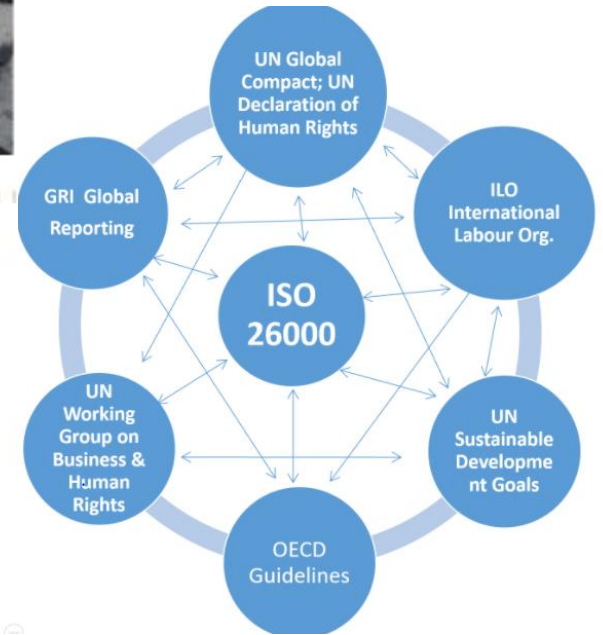 UN Global
Compact; UN
Declaration of
Human Rights
GRI Global
Reporting
ILO
International
Labour Org.
ISO
26000
UN
Working
Group on
Business &
Human
Rights
UN
Sustainable
Developme
nt Goals
OECD
Guidelines